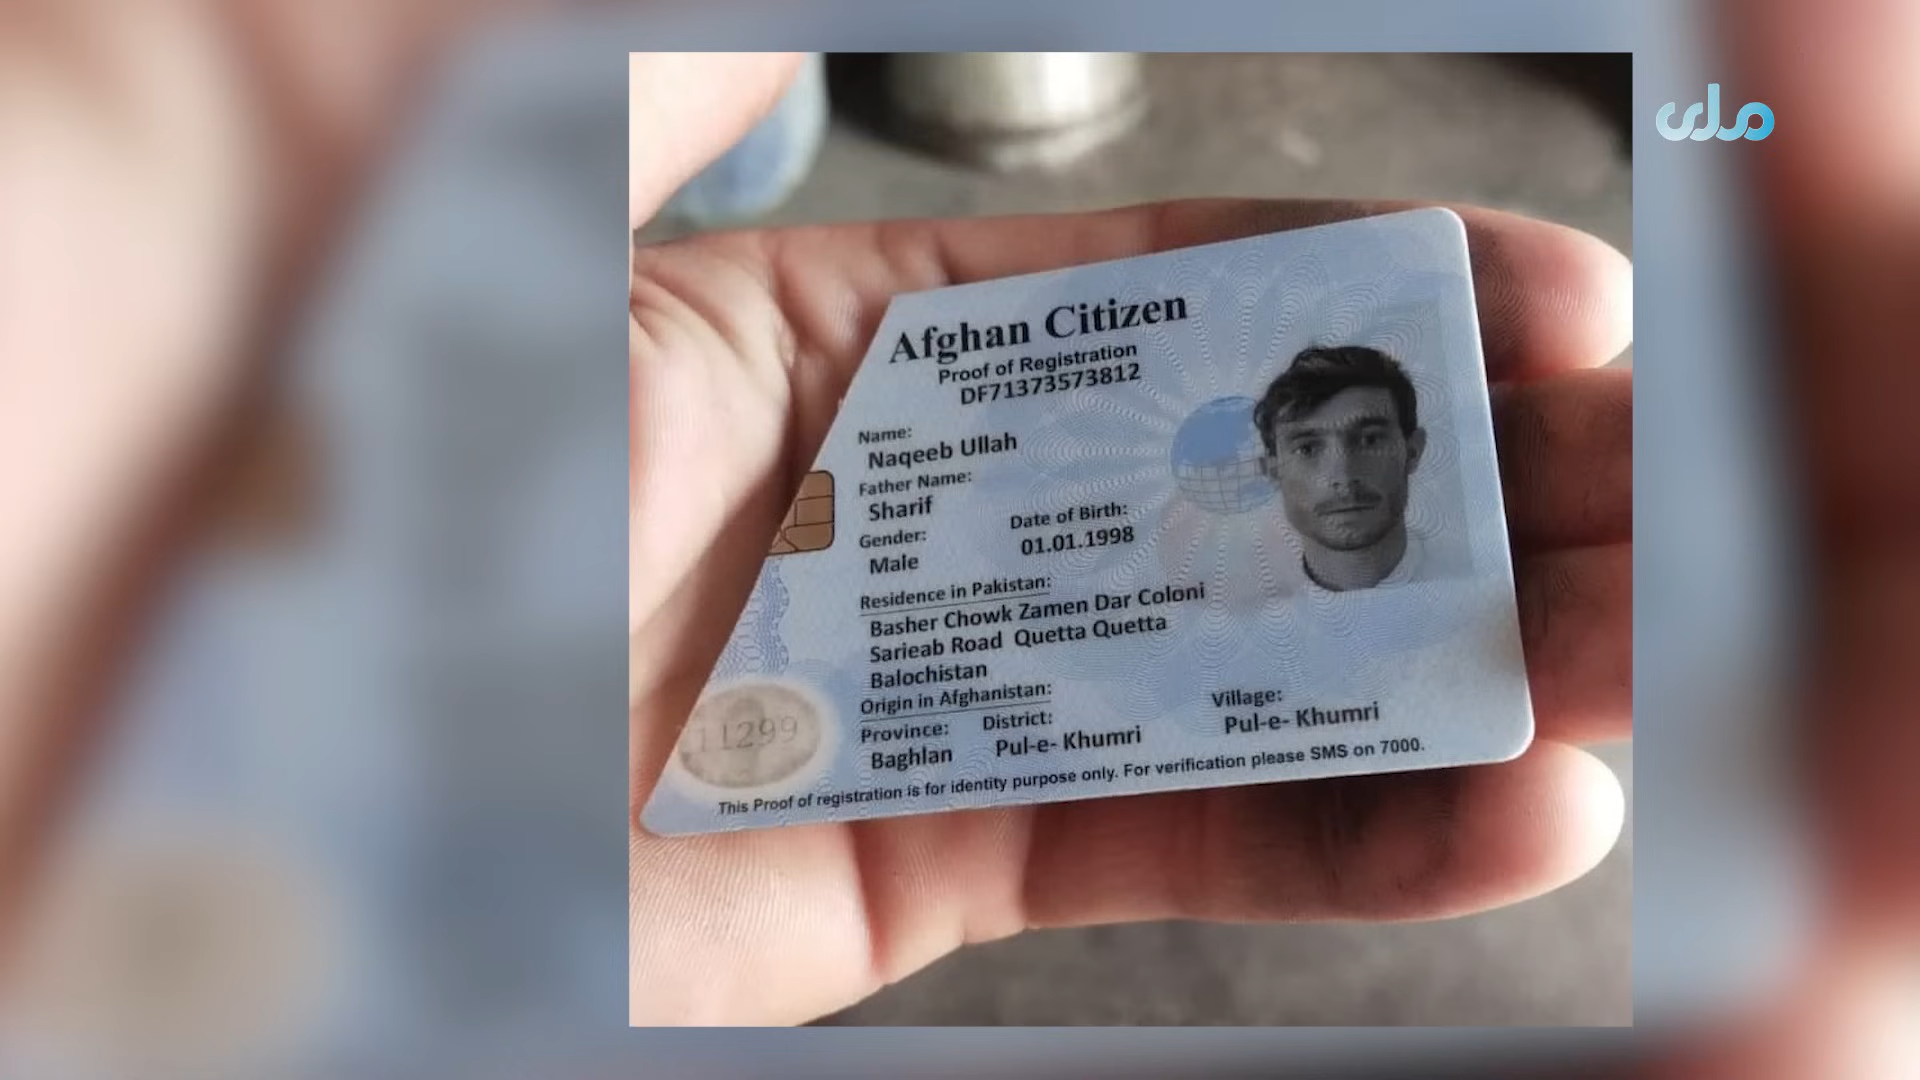 ملی
Afghan Citizen
Proof of Registration
DF71373573812
Name:
Naqeeb Ullah
Father Name:
Sharif
Gender:
Male
Date of Birth:
01.01.1998
Residence in Pakistan:
Basher Chowk Zamen Dar Coloni
Sarieab Road Quetta Quetta
Balochistan
Origin in Afghanistan:
Province:
Baghlan
District:
Pul-e- Khumri
Village:
Pul-e- Khumri
This Proof of registration is for identity purpose only. For verification please SMS on 7000.
11299